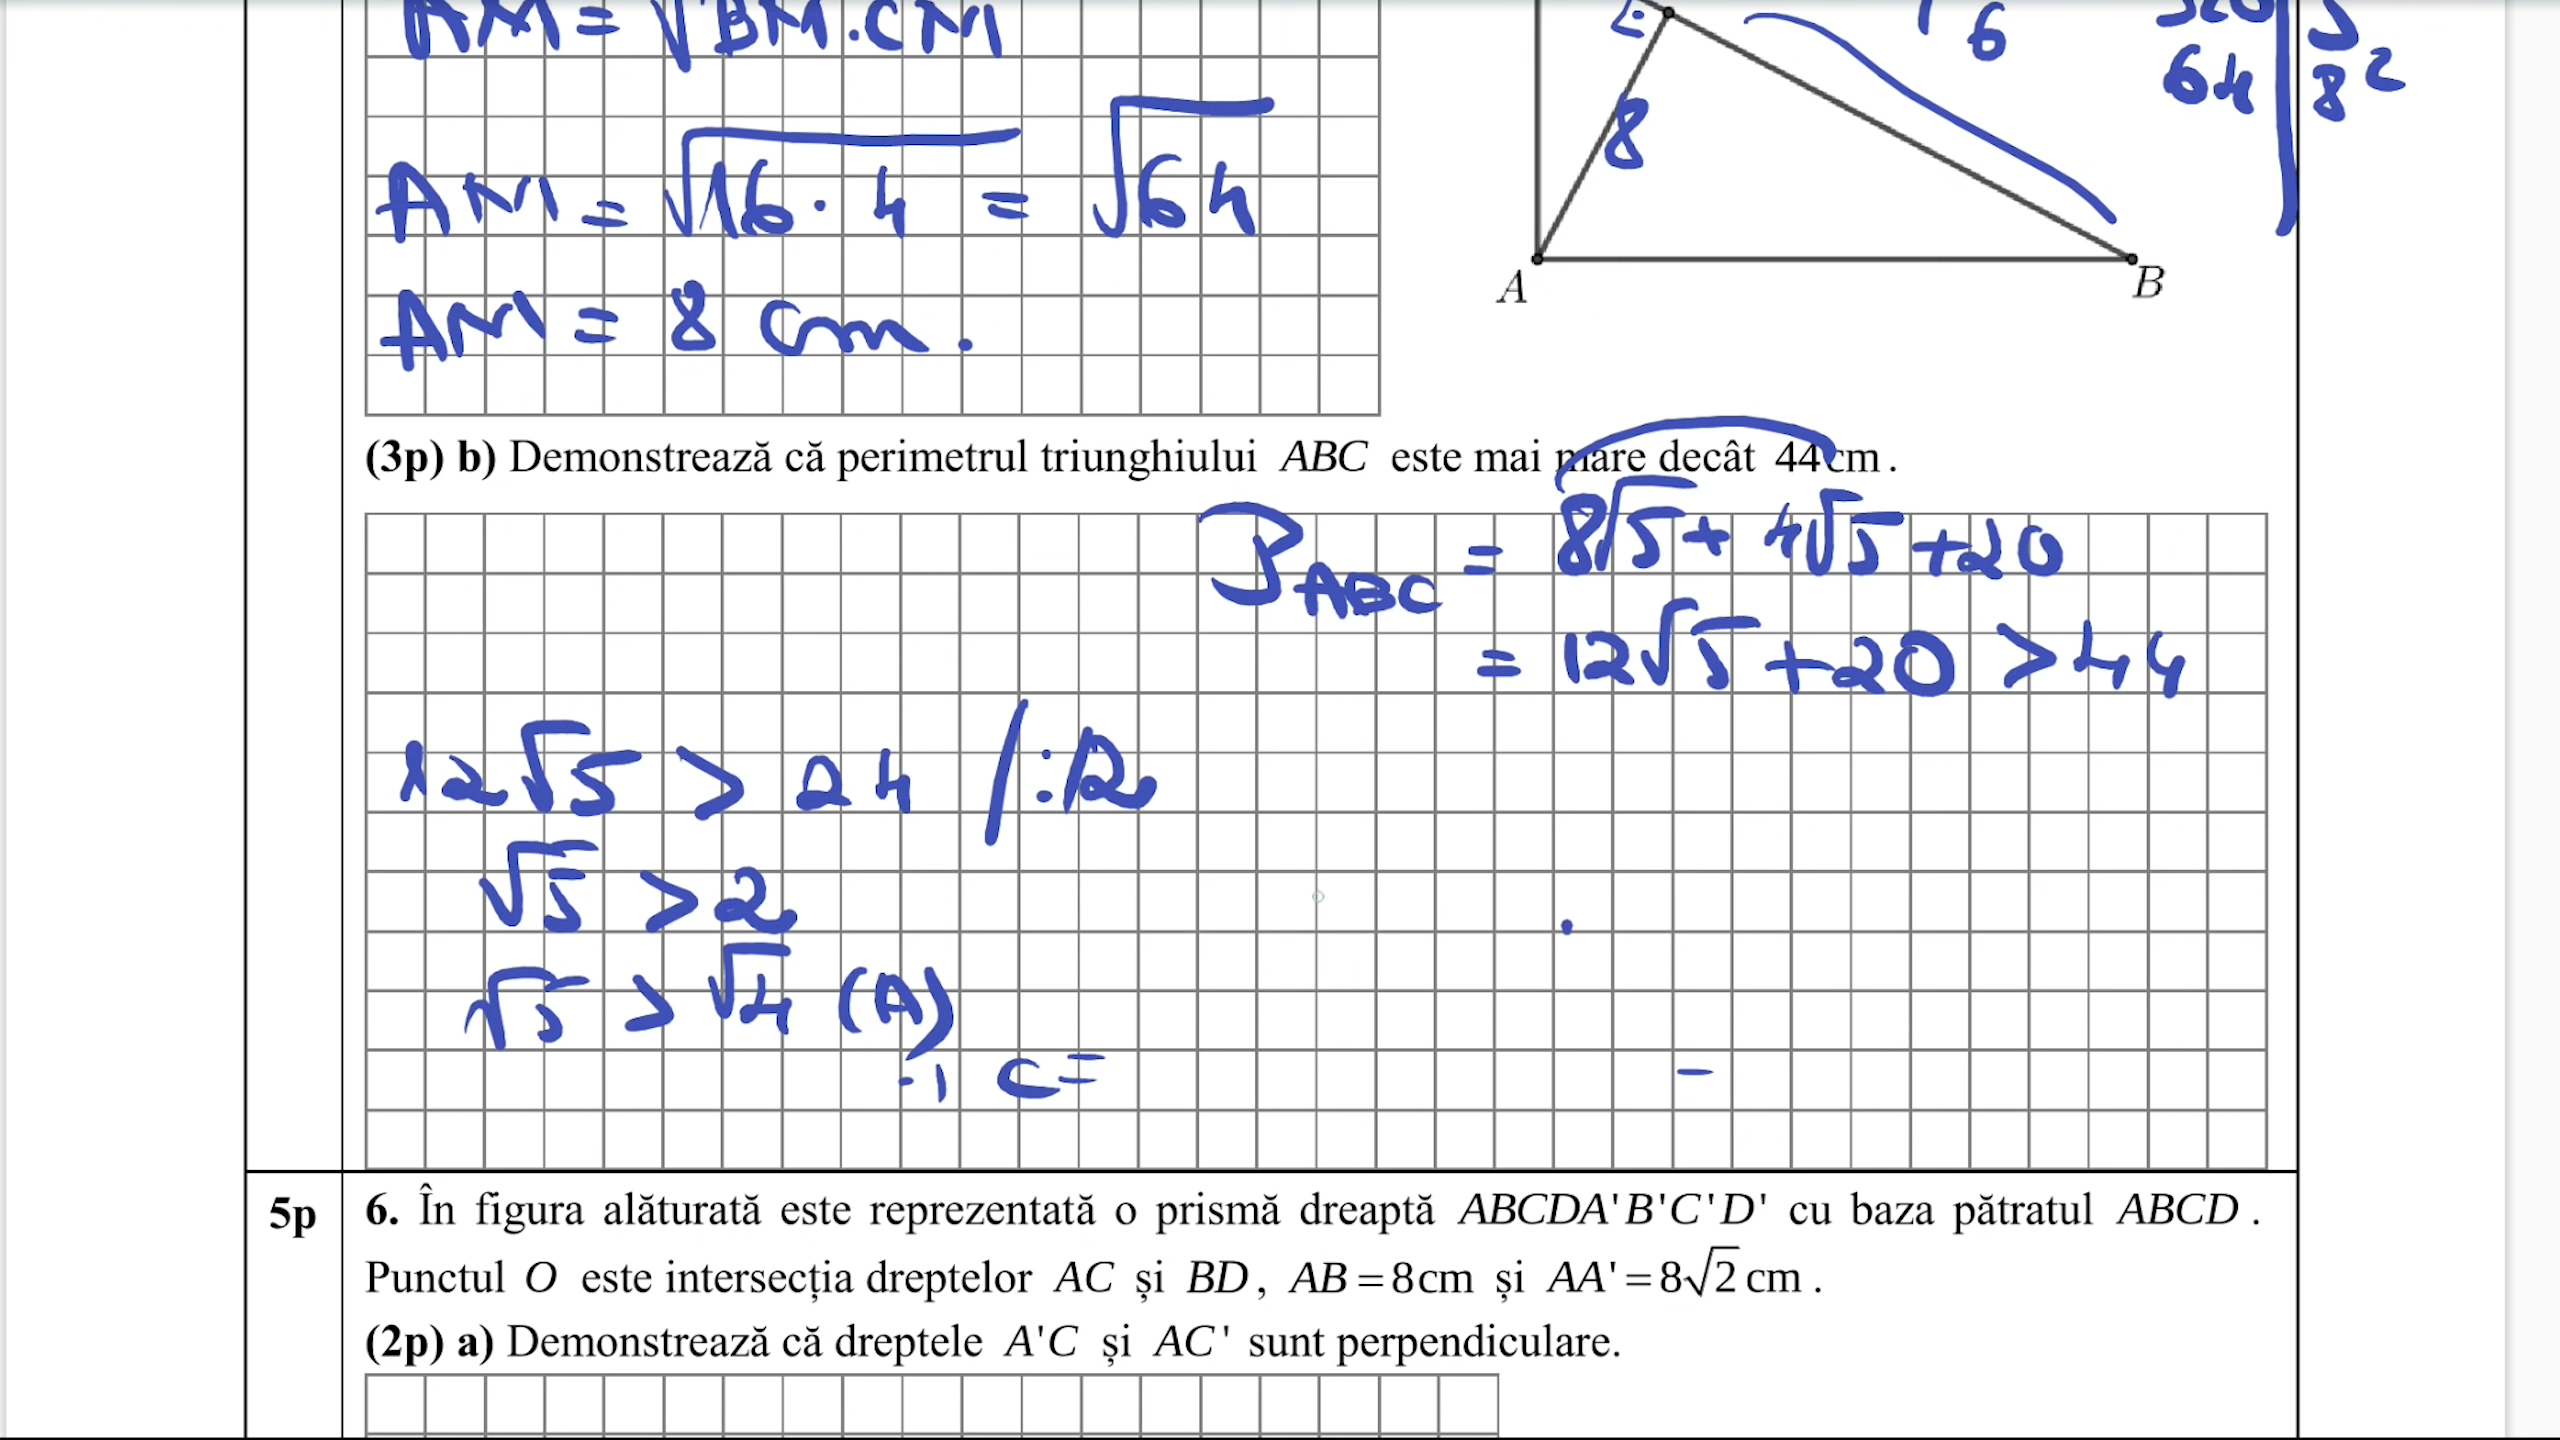 AM = √BM.CM
AM = √16·4 = √64
AM = 8 cm.
6
64 | 8²
8
A
B
(3p) b) Demonstrează că perimetrul triunghiului ABC este mai mare decât 44cm.
P_ABC = 8√5 + 4√5 + 20
= 12√5 + 20 > 44
12√5 > 24 /:12
√5 > 2
√5 > √4 (A)
5p
6. În figura alăturată este reprezentată o prismă dreaptă ABCDA'B'C'D' cu baza pătratul ABCD.
Punctul O este intersecția dreptelor AC și BD, AB=8cm și AA'=8√2cm.
(2p) a) Demonstrează că dreptele A'C și AC' sunt perpendiculare.